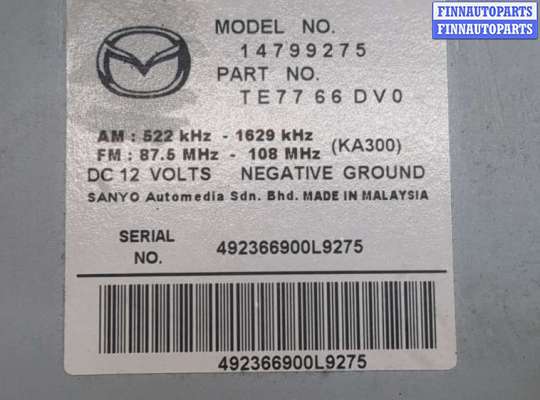 FINNAUTOPARTS
FINNAUTOPARTS
MODEL NO.
14799275
PART NO.
TE77 66 DV0
AM : 522 kHz - 1629 kHz
FM : 87.5 MHz - 108 MHz (KA300)
DC 12 VOLTS NEGATIVE GROUND
SANYO Automedia Sdn. Bhd. MADE IN MALAYSIA
SERIAL NO. 492366900L9275
492366900L9275